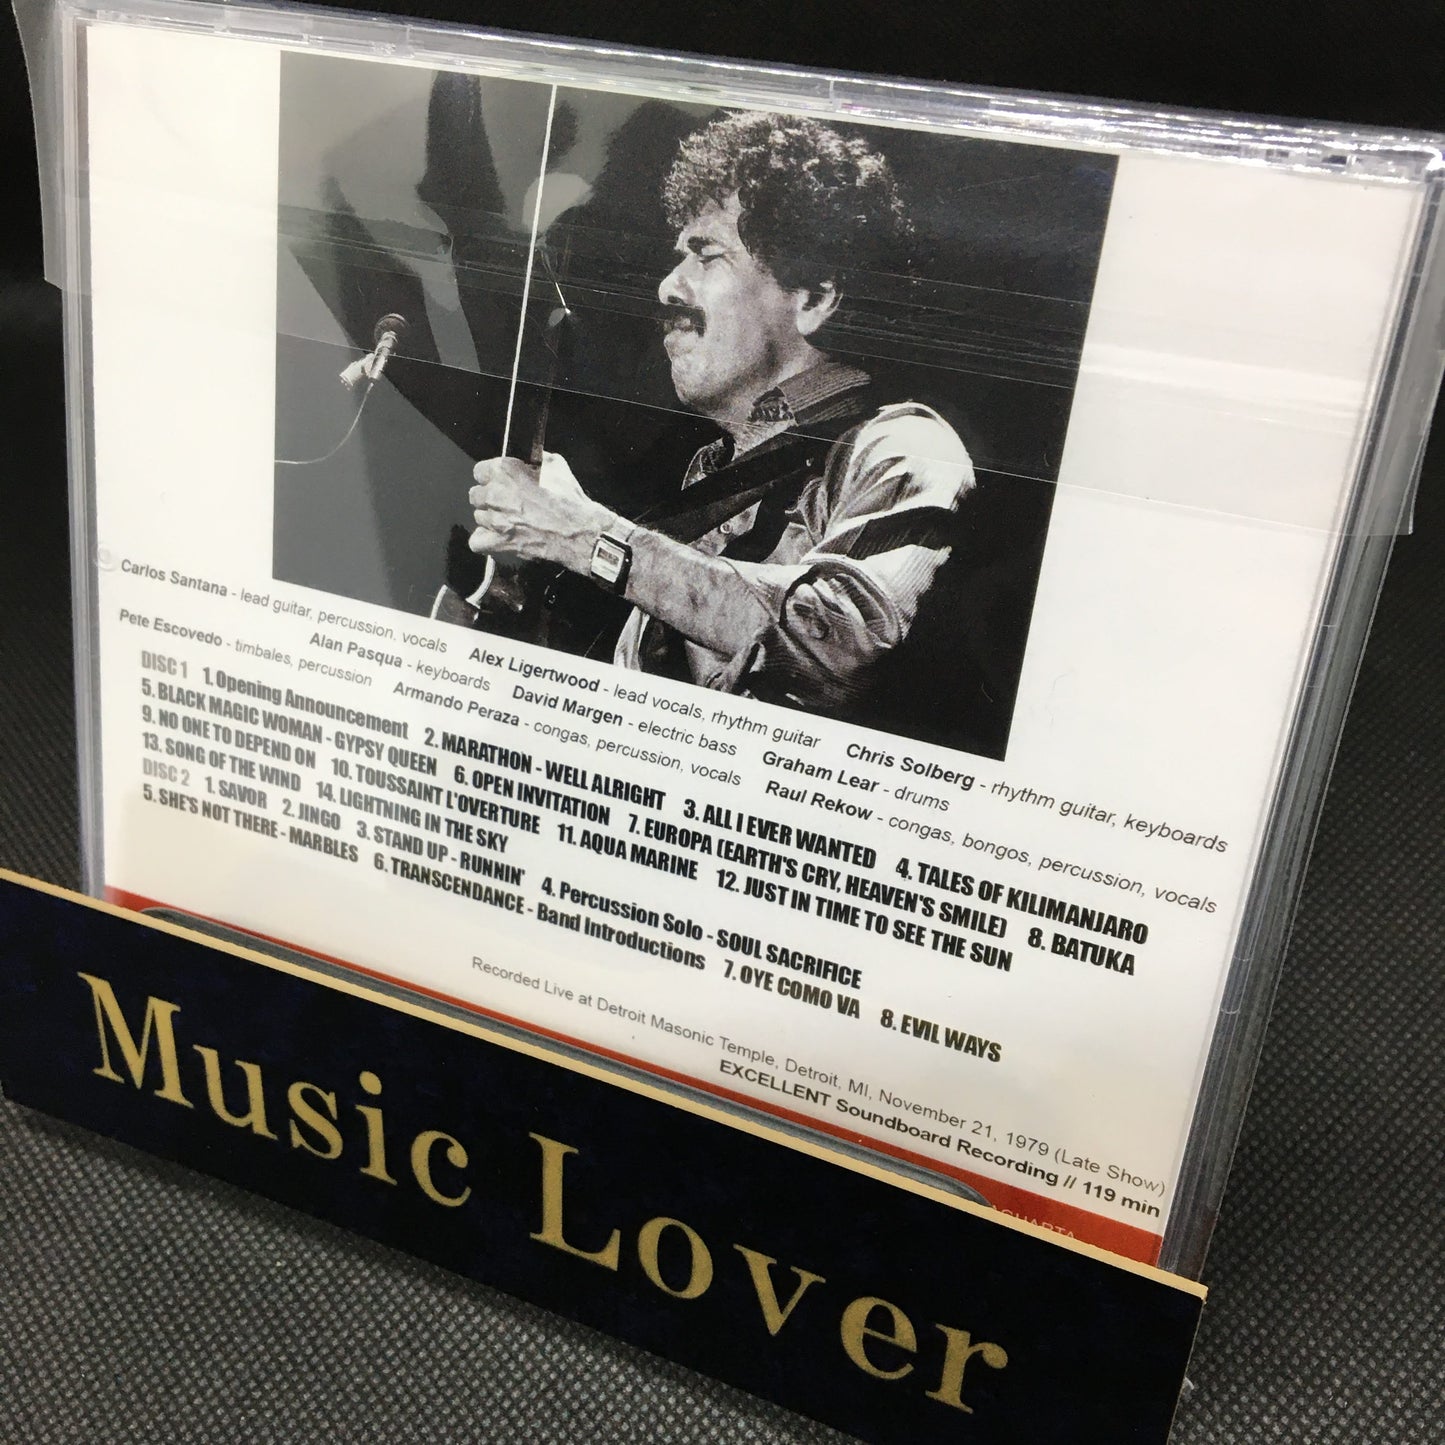 Carlos Santana - lead guitar, percussion, vocals Alex Ligertwood - lead vocals, rhythm guitar Chris Solberg - rhythm guitar, keyboards
Alan Pasqua - keyboards David Margen - electric bass Graham Lear - drums
Pete Escovedo - timbales, percussion Armando Peraza - congas, percussion, vocals Raul Rekow - congas, bongos, percussion, vocals
DISC 1 1. Opening Announcement 2. MARATHON - WELL ALRIGHT 3. ALL I EVER WANTED 4. TALES OF KILIMANJARO
5. BLACK MAGIC WOMAN - GYPSY QUEEN 6. OPEN INVITATION 7. EUROPA (EARTH'S CRY, HEAVEN'S SMILE) 8. BATUKA
9. NO ONE TO DEPEND ON 10. TOUSSAINT L'OVERTURE 11. AQUA MARINE 12. JUST IN TIME TO SEE THE SUN
13. SONG OF THE WIND 14. LIGHTNING IN THE SKY
DISC 2 1. SAVOR 2. JINGO 3. STAND UP - RUNNIN' 4. Percussion Solo - SOUL SACRIFICE
5. SHE'S NOT THERE - MARBLES 6. TRANSCENDANCE - Band Introductions 7. OYE COMO VA 8. EVIL WAYS
Recorded Live at Detroit Masonic Temple, Detroit, MI, November 21, 1979 (Late Show)
EXCELLENT Soundboard Recording // 119 min
Music Lover